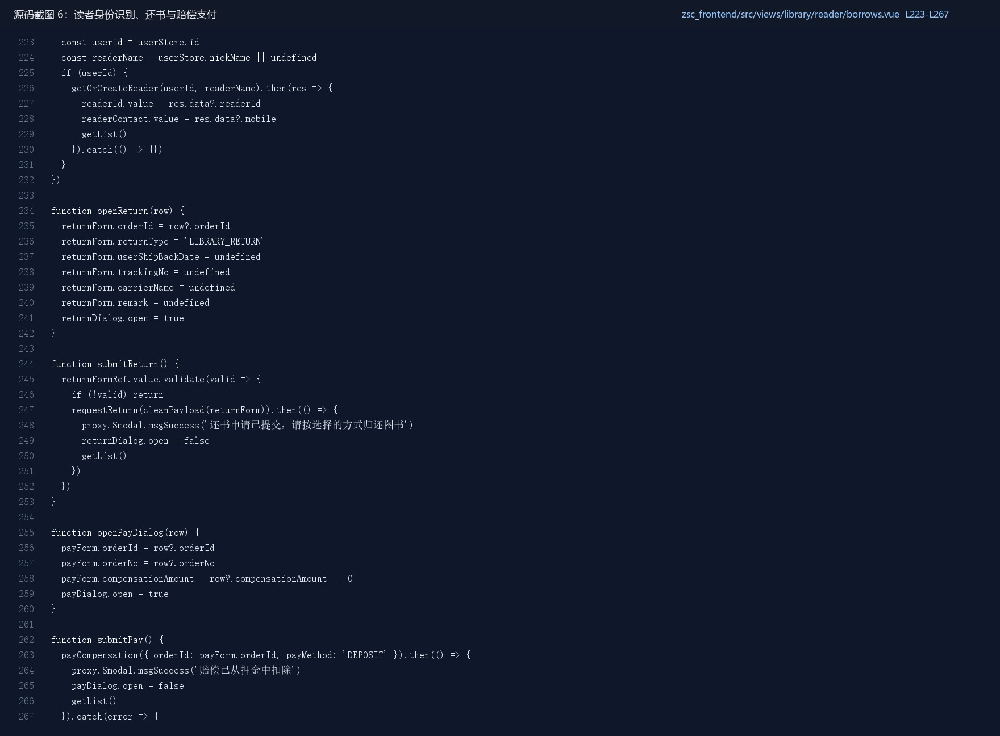 源码截图 6：读者身份识别、还书与赔偿支付
zsc_frontend/src/views/library/reader/borrows.vue L223-L267
223   const userId = userStore.id
224   const readerName = userStore.nickName || undefined
225   if (userId) {
226     getOrCreateReader(userId, readerName).then(res => {
227       readerId.value = res.data?.readerId
228       readerContact.value = res.data?.mobile
229       getList()
230     }).catch(() => {})
231   }
232 })
233
234 function openReturn(row) {
235   returnForm.orderId = row?.orderId
236   returnForm.returnType = 'LIBRARY_RETURN'
237   returnForm.userShipBackDate = undefined
238   returnForm.trackingNo = undefined
239   returnForm.carrierName = undefined
240   returnForm.remark = undefined
241   returnDialog.open = true
242 }
243
244 function submitReturn() {
245   returnFormRef.value.validate(valid => {
246     if (!valid) return
247     requestReturn(cleanPayload(returnForm)).then(() => {
248       proxy.$modal.msgSuccess('还书申请已提交，请按选择的方式归还图书')
249       returnDialog.open = false
250       getList()
251     })
252   })
253 }
254
255 function openPayDialog(row) {
256   payForm.orderId = row?.orderId
257   payForm.orderNo = row?.orderNo
258   payForm.compensationAmount = row?.compensationAmount || 0
259   payDialog.open = true
260 }
261
262 function submitPay() {
263   payCompensation({ orderId: payForm.orderId, payMethod: 'DEPOSIT' }).then(() => {
264     proxy.$modal.msgSuccess('赔偿已从押金中扣除')
265     payDialog.open = false
266     getList()
267   }).catch(error => {